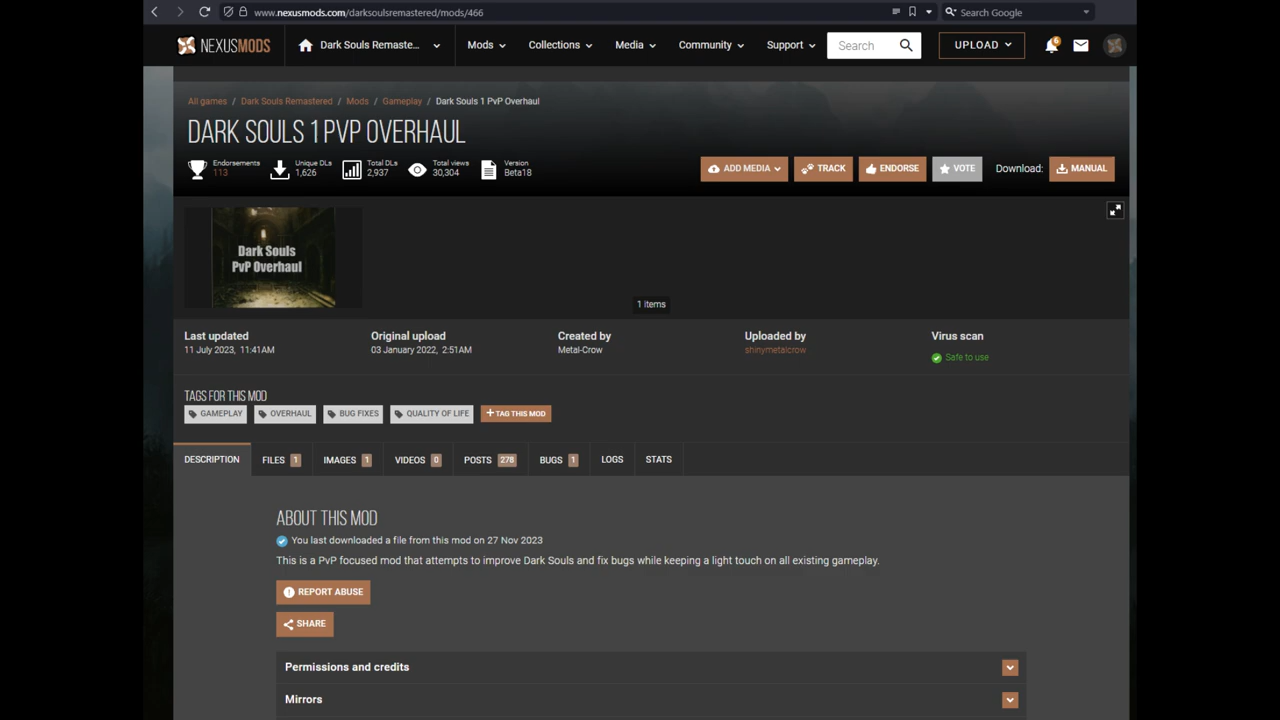 www.nexusmods.com/darksoulsremastered/mods/466
Search Google
NEXUSMODS
Dark Souls Remaste...
Mods
Collections
Media
Community
Support
Search
UPLOAD
6
All games / Dark Souls Remastered / Mods / Gameplay / Dark Souls 1 PvP Overhaul
DARK SOULS 1 PVP OVERHAUL
Endorsements
113
Unique DLs
1,626
Total DLs
2,937
Total views
30,304
Version
Beta18
ADD MEDIA
TRACK
ENDORSE
VOTE
Download:
MANUAL
Dark Souls
PvP Overhaul
1 items
Last updated
11 July 2023, 11:41AM
Original upload
03 January 2022, 2:51AM
Created by
Metal-Crow
Uploaded by
shinymetalcrow
Virus scan
Safe to use
TAGS FOR THIS MOD
GAMEPLAY
OVERHAUL
BUG FIXES
QUALITY OF LIFE
+ TAG THIS MOD
DESCRIPTION
FILES 1
IMAGES 1
VIDEOS 0
POSTS 278
BUGS 1
LOGS
STATS
ABOUT THIS MOD
You last downloaded a file from this mod on 27 Nov 2023
This is a PvP focused mod that attempts to improve Dark Souls and fix bugs while keeping a light touch on all existing gameplay.
REPORT ABUSE
SHARE
Permissions and credits
Mirrors